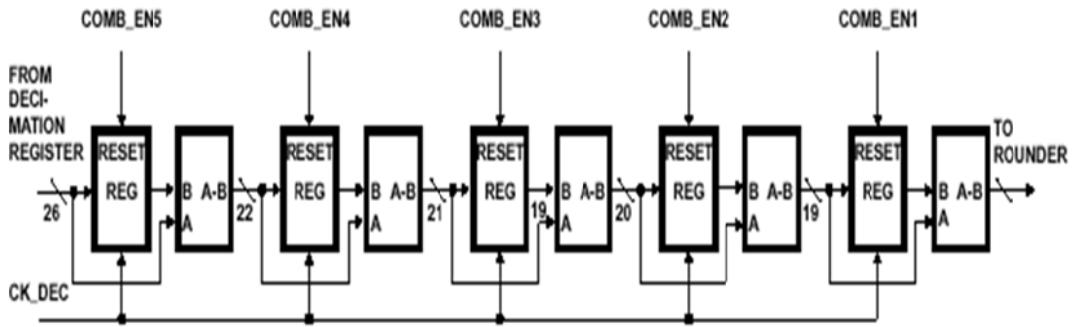 COMB_EN5 COMB_EN4 COMB_EN3 COMB_EN2 COMB_EN1
FROM
DECI-
MATION
REGISTER
RESET RESET RESET RESET RESET
TO
ROUNDER
REG B A-B REG B A-B REG B A-B REG B A-B REG B A-B
26 22 21 19 20 19
A A A A A
CK_DEC